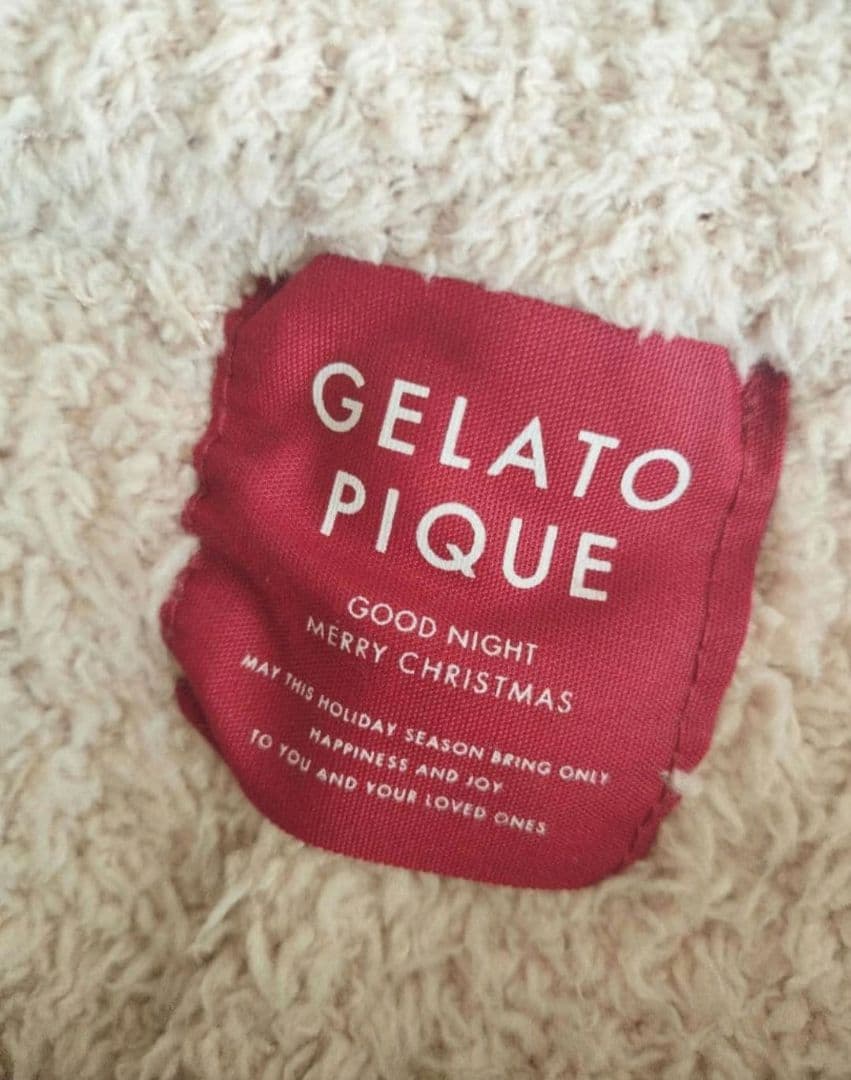 GELATO
PIQUE
GOOD NIGHT
MERRY CHRISTMAS
MAY THIS HOLIDAY SEASON BRING ONLY
HAPPINESS AND JOY
TO YOU AND YOUR LOVED ONES